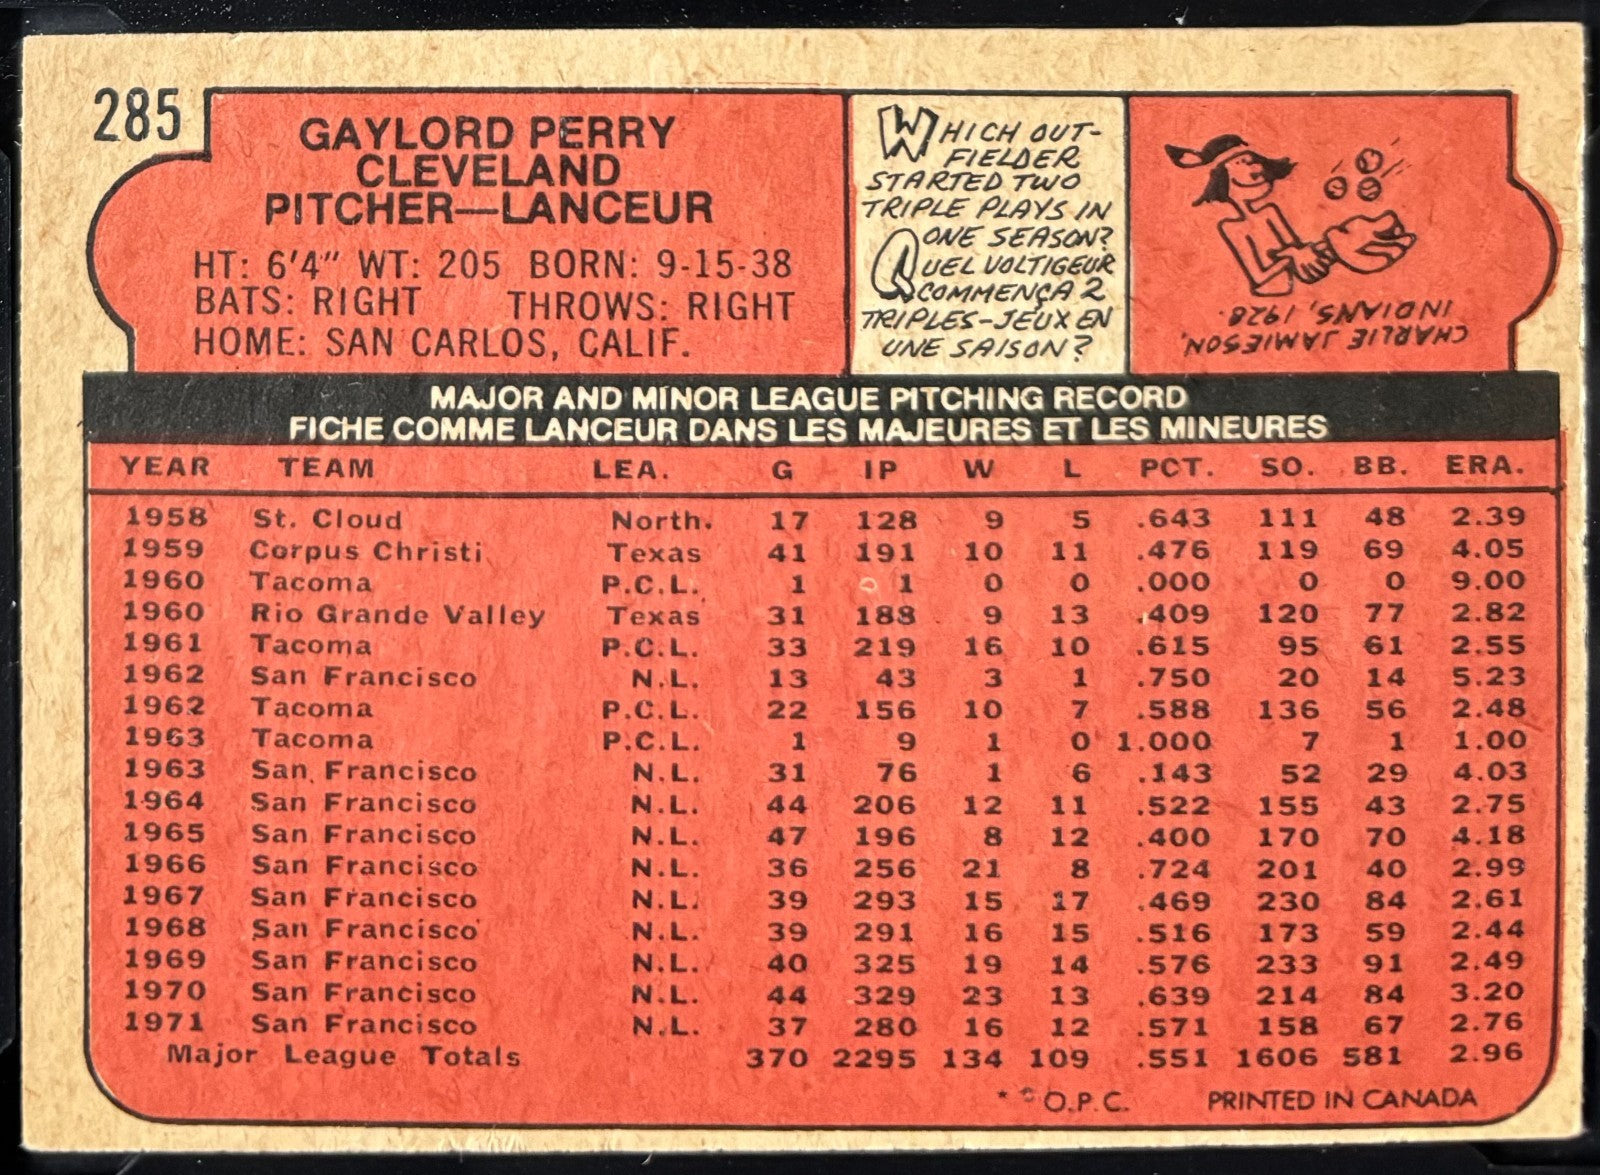 285
GAYLORD PERRY
CLEVELAND
PITCHER—LANCEUR
HT: 6'4" WT: 205 BORN: 9-15-38
BATS: RIGHT THROWS: RIGHT
HOME: SAN CARLOS, CALIF.
WHICH OUT-
FIELDER
STARTED TWO
TRIPLE PLAYS IN
ONE SEASON?
QUEL VOLTIGEUR
COMMENÇA 2
TRIPLES-JEUX EN
UNE SAISON?
CHARLIE JAMIESON,
INDIANS, 1928.
MAJOR AND MINOR LEAGUE PITCHING RECORD
FICHE COMME LANCEUR DANS LES MAJEURES ET LES MINEURES
YEAR TEAM LEA. G IP W L PCT. SO. BB. ERA.
1958 St. Cloud North. 17 128 9 5 .643 111 48 2.39
1959 Corpus Christi Texas 41 191 10 11 .476 119 69 4.05
1960 Tacoma P.C.L. 1 1 0 0 .000 0 0 9.00
1960 Rio Grande Valley Texas 31 188 9 13 .409 120 77 2.82
1961 Tacoma P.C.L. 33 219 16 10 .615 95 61 2.55
1962 San Francisco N.L. 13 43 3 1 .750 20 14 5.23
1962 Tacoma P.C.L. 22 156 10 7 .588 136 56 2.48
1963 Tacoma P.C.L. 1 9 1 0 1.000 7 1 1.00
1963 San Francisco N.L. 31 76 1 6 .143 52 29 4.03
1964 San Francisco N.L. 44 206 12 11 .522 155 43 2.75
1965 San Francisco N.L. 47 196 8 12 .400 170 70 4.18
1966 San Francisco N.L. 36 256 21 8 .724 201 40 2.99
1967 San Francisco N.L. 39 293 15 17 .469 230 84 2.61
1968 San Francisco N.L. 39 291 16 15 .516 173 59 2.44
1969 San Francisco N.L. 40 325 19 14 .576 233 91 2.49
1970 San Francisco N.L. 44 329 23 13 .639 214 84 3.20
1971 San Francisco N.L. 37 280 16 12 .571 158 67 2.76
Major League Totals 370 2295 134 109 .551 1606 581 2.96
* © O.P.C. PRINTED IN CANADA